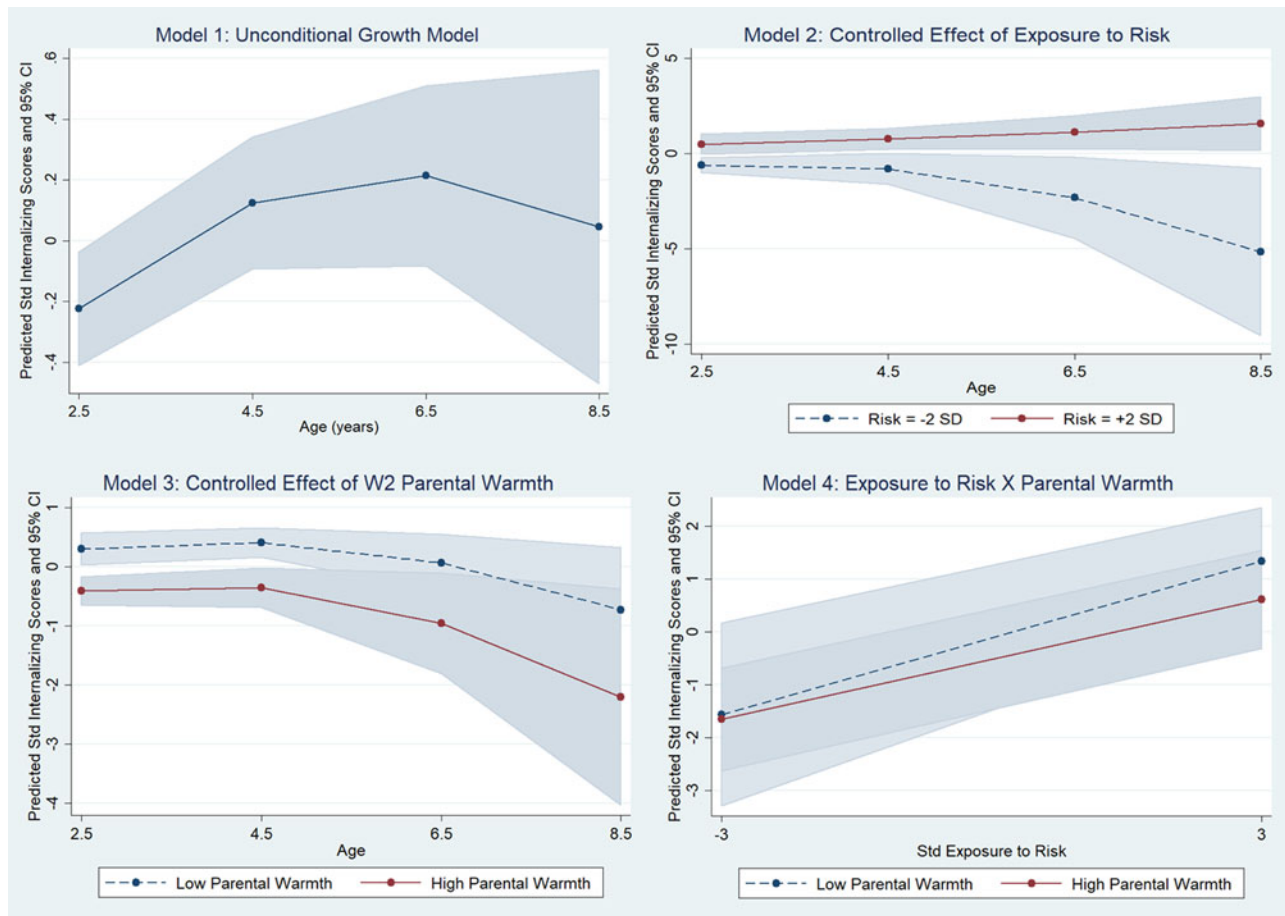 Model 1: Unconditional Growth Model
Predicted Std Internalizing Scores and 95% CI
.6
.4
.2
0
-.2
-.4
2.5 4.5 6.5 8.5
Age (years)
Model 2: Controlled Effect of Exposure to Risk
Predicted Std Internalizing Scores and 95% CI
5
0
-5
-10
2.5 4.5 6.5 8.5
Age
Risk = -2 SD Risk = +2 SD
Model 3: Controlled Effect of W2 Parental Warmth
Predicted Std Internalizing Scores and 95% CI
1
0
-1
-2
-3
-4
2.5 4.5 6.5 8.5
Age
Low Parental Warmth High Parental Warmth
Model 4: Exposure to Risk X Parental Warmth
Predicted Std Internalizing Scores and 95% CI
2
1
0
-1
-2
-3
-3 3
Std Exposure to Risk
Low Parental Warmth High Parental Warmth